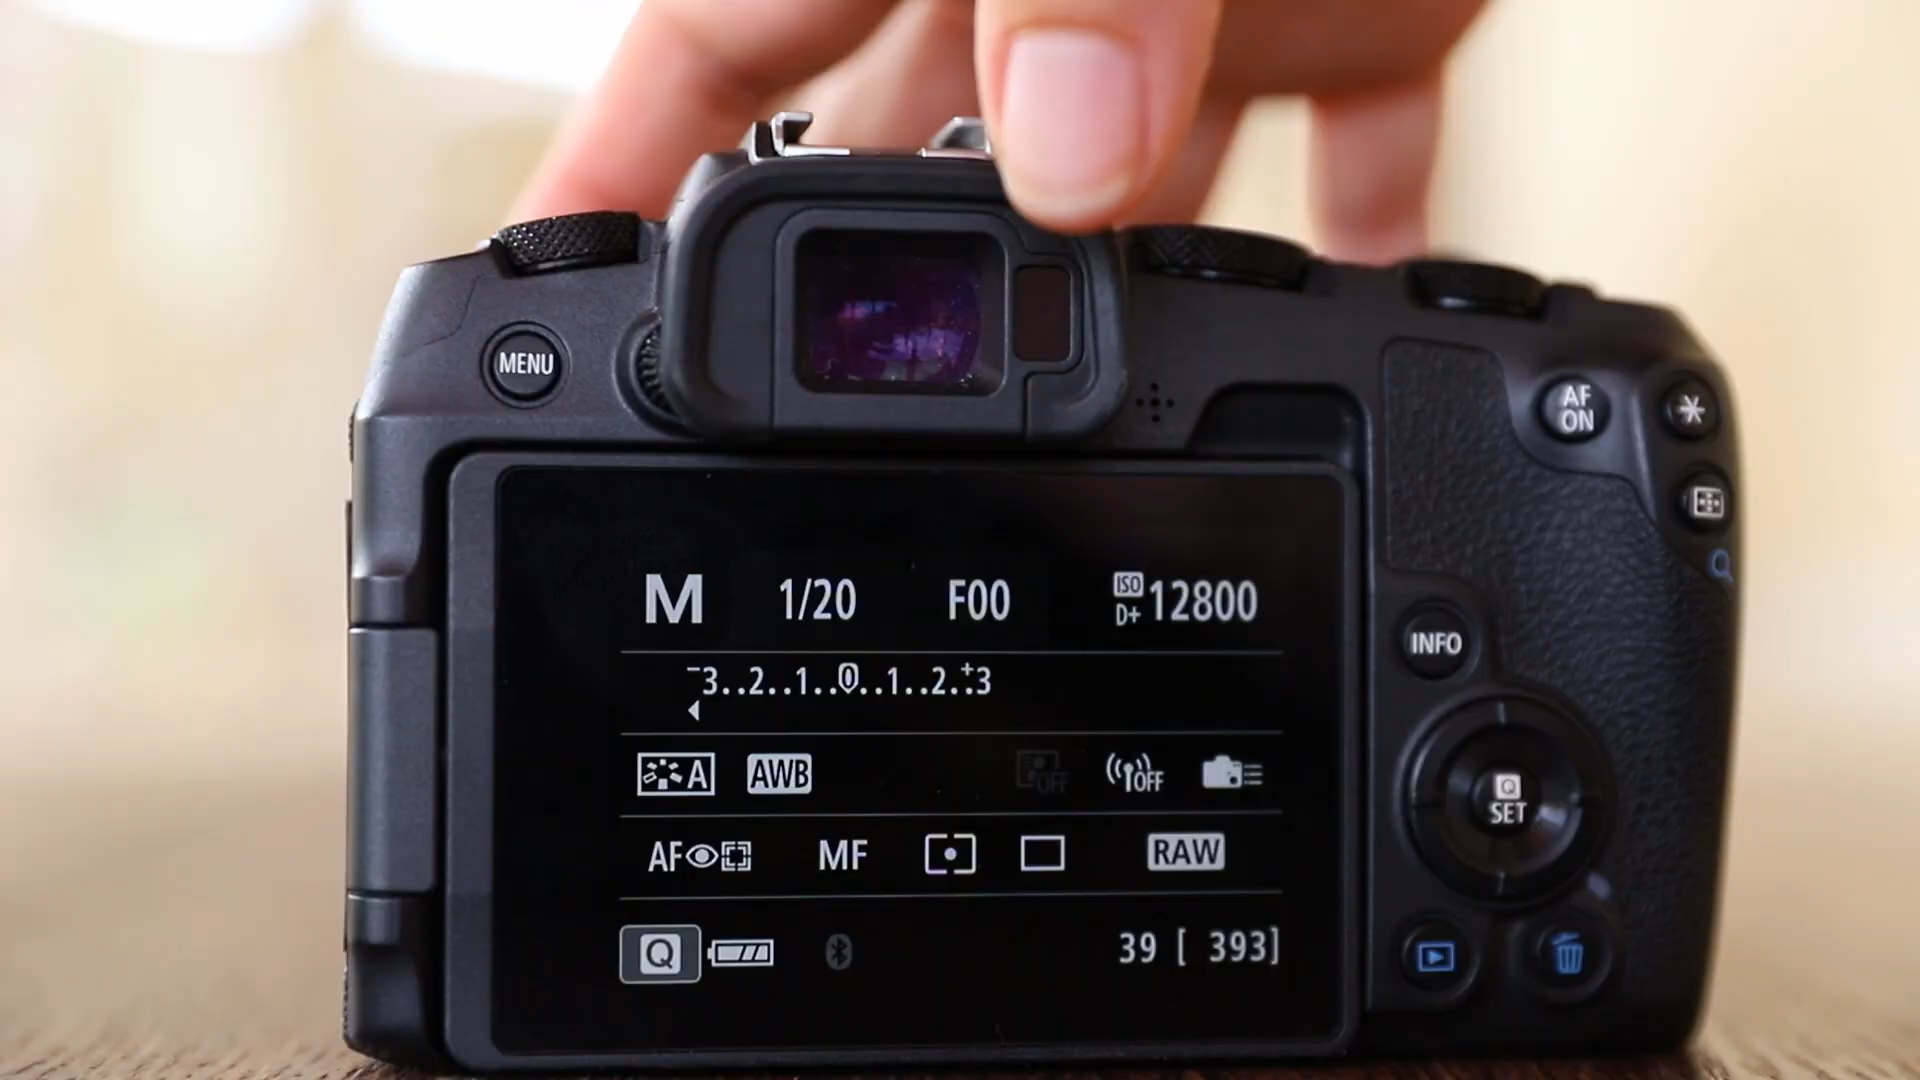 MENU
AF
ON
M 1/20 F00 ISO D+ 12800
-3..2..1..0..1..2..+3
A AWB OFF OFF
INFO
Q
SET
AF MF RAW
Q 39 [ 393]